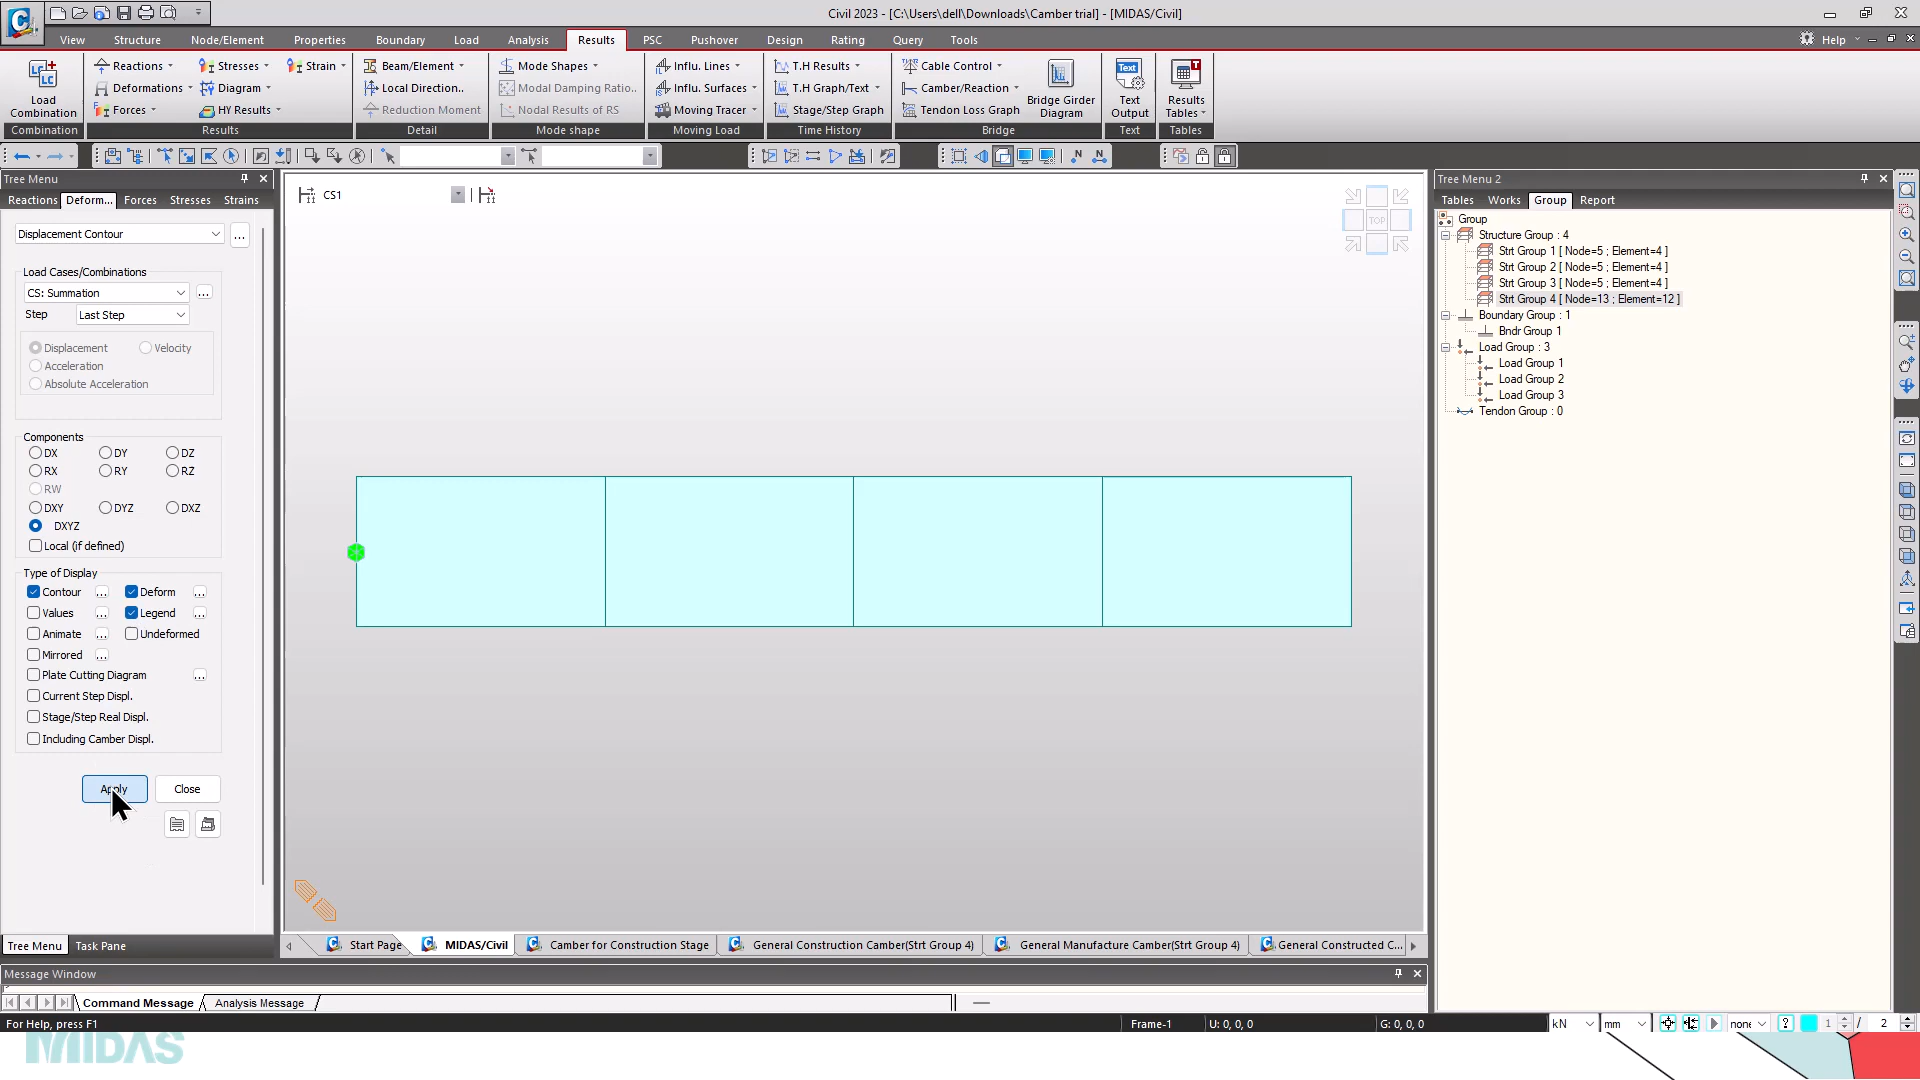 Civil 2023 - [C:\Users\dell\Downloads\Camber trial] - [MIDAS/Civil]
View Structure Node/Element Properties Boundary Load Analysis Results PSC Pushover Design Rating Query Tools Help
Load Combination
Reactions Stresses Strain
Deformations Diagram
Forces HY Results
Beam/Element
Local Direction..
Reduction Moment
Mode Shapes
Modal Damping Ratio..
Nodal Results of RS
Influ. Lines
Influ. Surfaces
Moving Tracer
T.H Results
T.H Graph/Text
Stage/Step Graph
Cable Control
Camber/Reaction
Tendon Loss Graph
Bridge Girder Diagram
Text Output
Results Tables
Combination Results Detail Mode shape Moving Load Time History Bridge Text Tables
Tree Menu
Reactions Deform... Forces Stresses Strains
Displacement Contour
Load Cases/Combinations
CS: Summation
Step Last Step
Displacement Velocity
Acceleration
Absolute Acceleration
Components
DX DY DZ
RX RY RZ
RW
DXY DYZ DXZ
DXYZ
Local (if defined)
Type of Display
Contour ... Deform ...
Values ... Legend ...
Animate ... Undeformed
Mirrored ...
Plate Cutting Diagram ...
Current Step Displ.
Stage/Step Real Displ.
Including Camber Displ.
Apply Close
Tree Menu Task Pane
CS1
TOP
Start Page MIDAS/Civil Camber for Construction Stage General Construction Camber(Strt Group 4) General Manufacture Camber(Strt Group 4) General Constructed C...
Tree Menu 2
Tables Works Group Report
Group
Structure Group : 4
Strt Group 1 [ Node=5 ; Element=4 ]
Strt Group 2 [ Node=5 ; Element=4 ]
Strt Group 3 [ Node=5 ; Element=4 ]
Strt Group 4 [ Node=13 ; Element=12 ]
Boundary Group : 1
Bndr Group 1
Load Group : 3
Load Group 1
Load Group 2
Load Group 3
Tendon Group : 0
Message Window
Command Message Analysis Message
For Help, press F1 Frame-1 U: 0, 0, 0 G: 0, 0, 0 kN mm none ? 1 / 2
MIDAS